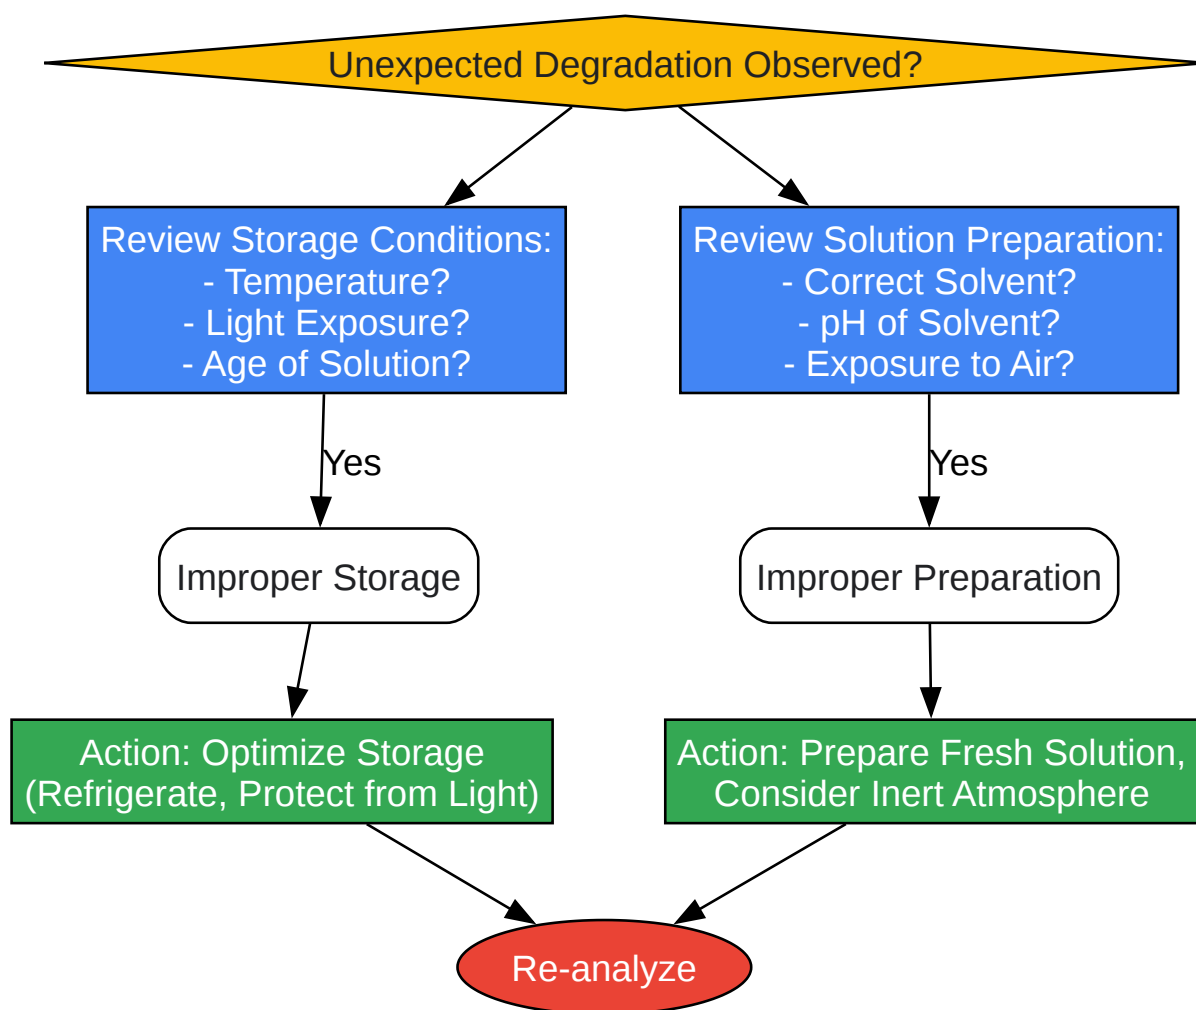 Unexpected Degradation Observed?
Review Storage Conditions:
- Temperature?
- Light Exposure?
- Age of Solution?
Review Solution Preparation:
- Correct Solvent?
- pH of Solvent?
- Exposure to Air?
Yes
Yes
Improper Storage
Improper Preparation
Action: Optimize Storage
(Refrigerate, Protect from Light)
Action: Prepare Fresh Solution,
Consider Inert Atmosphere
Re-analyze